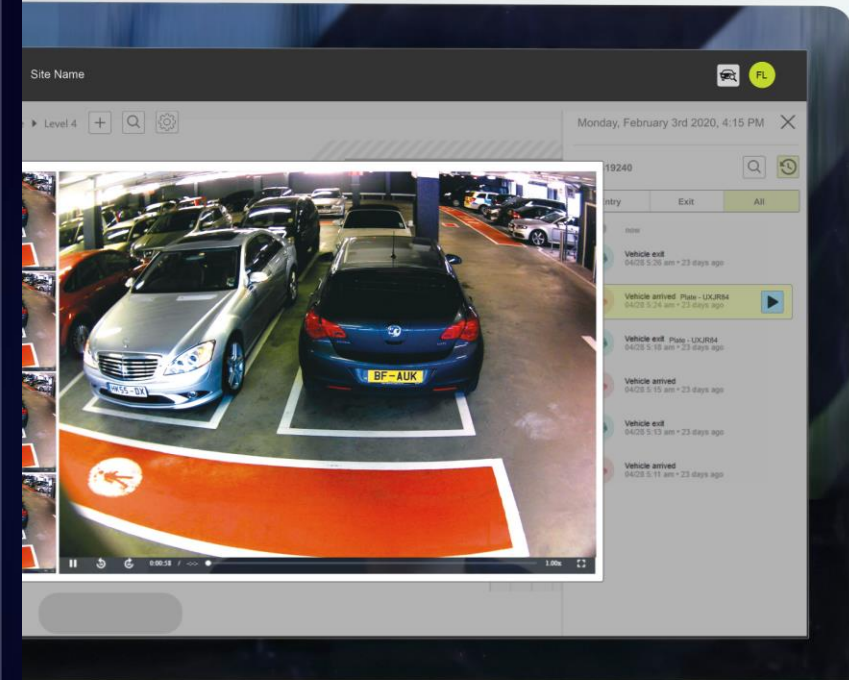 Site Name
FL
Level 4
Monday, February 3rd 2020, 4:15 PM
19240
ntry
Exit
All
now
Vehicle exit
04/28 5:26 am • 23 days ago
Vehicle arrived Plate - UXJR84
04/28 5:24 am • 23 days ago
Vehicle exit Plate - UXJR84
04/28 5:18 am • 23 days ago
Vehicle arrived
04/28 5:15 am • 23 days ago
Vehicle exit
04/28 5:13 am • 23 days ago
Vehicle arrived
04/28 5:11 am • 23 days ago
BF-AUK
0:00:58 / -:--
1.00x